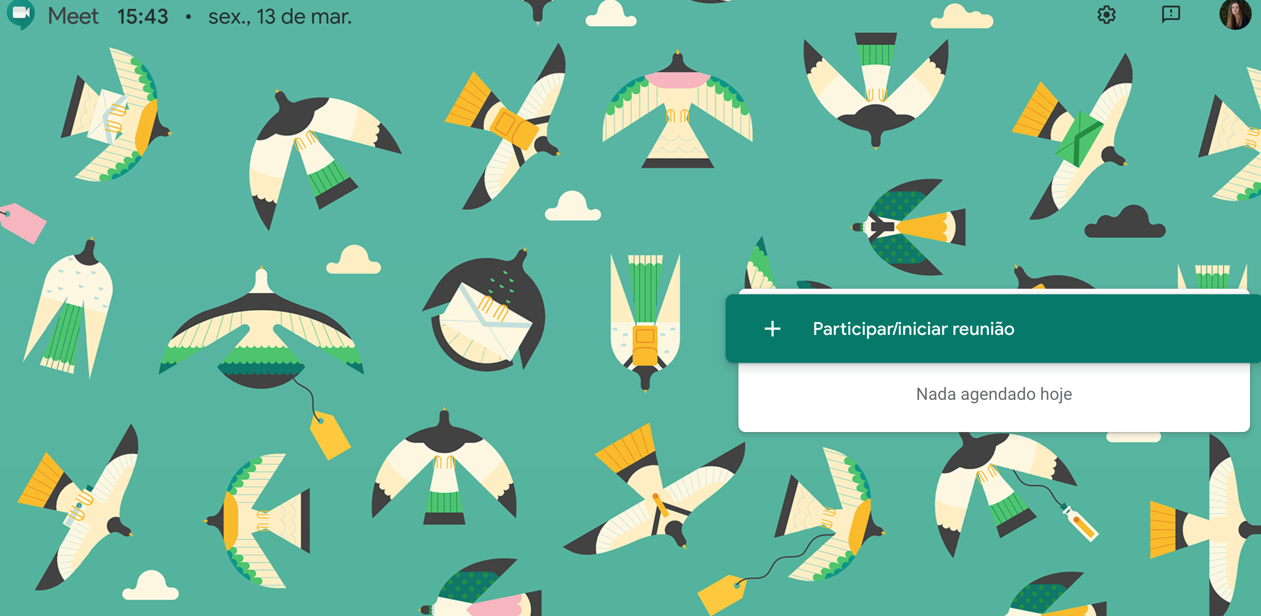 Meet 15:43 • sex., 13 de mar.
Participar/iniciar reunião
Nada agendado hoje